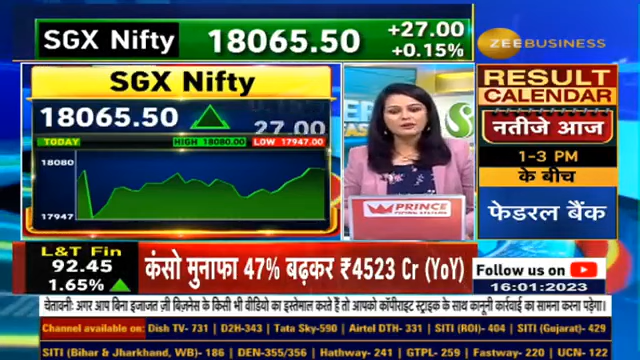 SGX Nifty 18065.50 +27.00 +0.15%
ZEE BUSINESS
SGX Nifty
18065.50 27.00
TODAY HIGH 18080.00 LOW 17947.00
18080
17947
PRINCE
PIPING SYSTEMS
RESULT
CALENDAR
नतीजे आज
1-3 PM
के बीच
फेडरल बैंक
L&T Fin
92.45
1.65%
कंसो मुनाफा 47% बढ़कर ₹4523 Cr (YoY)
Follow us on
16:01:2023
चेतावनी: अगर आप बिना इजाजत ज़ी बिज़नेस के किसी भी वीडियो का इस्तेमाल करते हैं तो आपको कॉपीराइट स्ट्राइक के साथ कानूनी कार्रवाई का सामना करना पड़ेगा.
Channel available on: Dish TV- 731 | D2H-343 | Tata Sky-590 | Airtel DTH- 331 | SITI (ROI)- 404 | SITI (Gujarat)- 429
SITI (Bihar & Jharkhand, WB)- 186 | DEN-355/356 | Hathway- 241 | GTPL- 259 | Fastway- 220 | UCN- 122